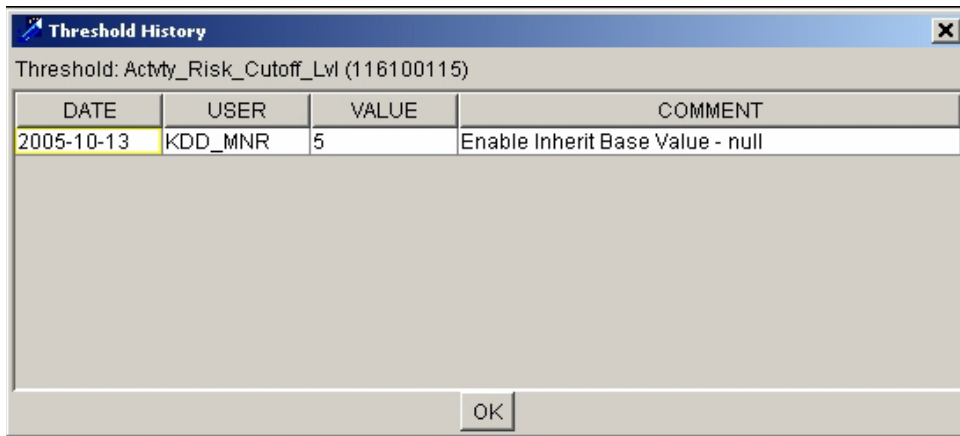 Threshold History
Threshold: Actvty_Risk_Cutoff_Lvl (116100115)
DATE USER VALUE COMMENT
2005-10-13 KDD_MNR 5 Enable Inherit Base Value - null
OK